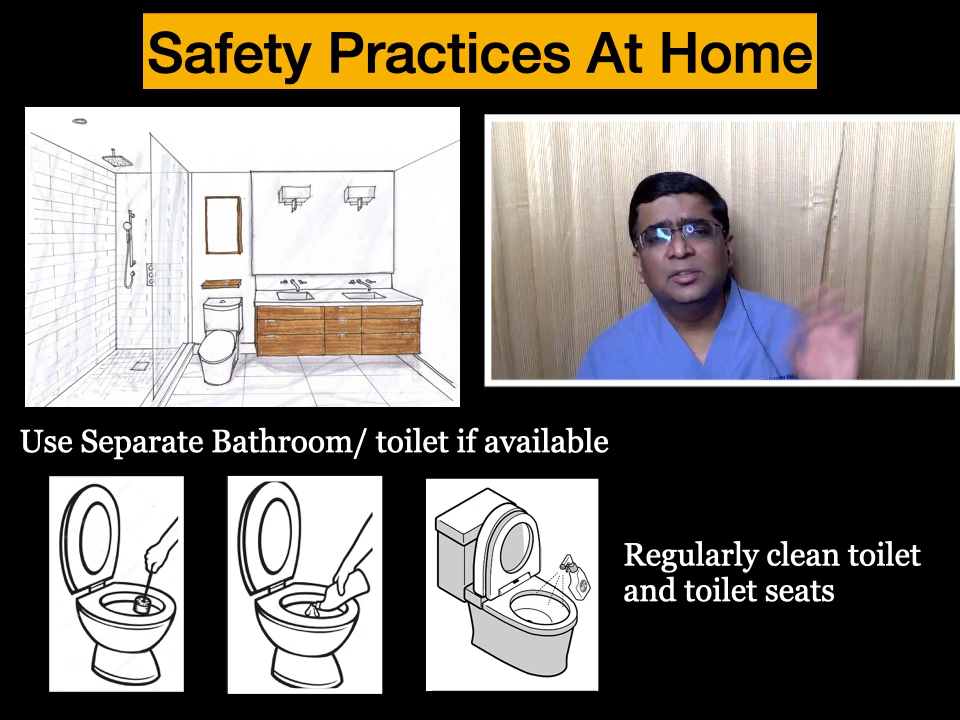 Safety Practices At Home
Use Separate Bathroom/ toilet if available
Regularly clean toilet
and toilet seats